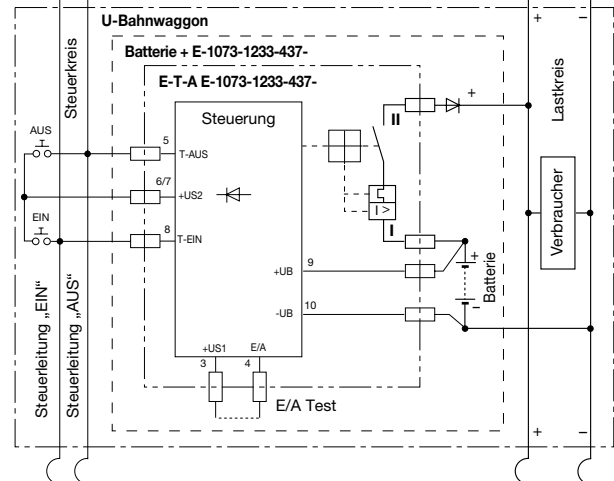 U-Bahnwaggon
+ −
Batterie + E-1073-1233-437-
E-T-A E-1073-1233-437-
Steuerkreis
Lastkreis
Steuerung
II
+
AUS
5
T-AUS
6/7
+US2
EIN
8
T-EIN
I >
I
Verbraucher
9
+UB
+
Batterie
10
-UB
−
Steuerleitung „EIN“
Steuerleitung „AUS“
+US1 E/A
3 4
E/A Test
+ −